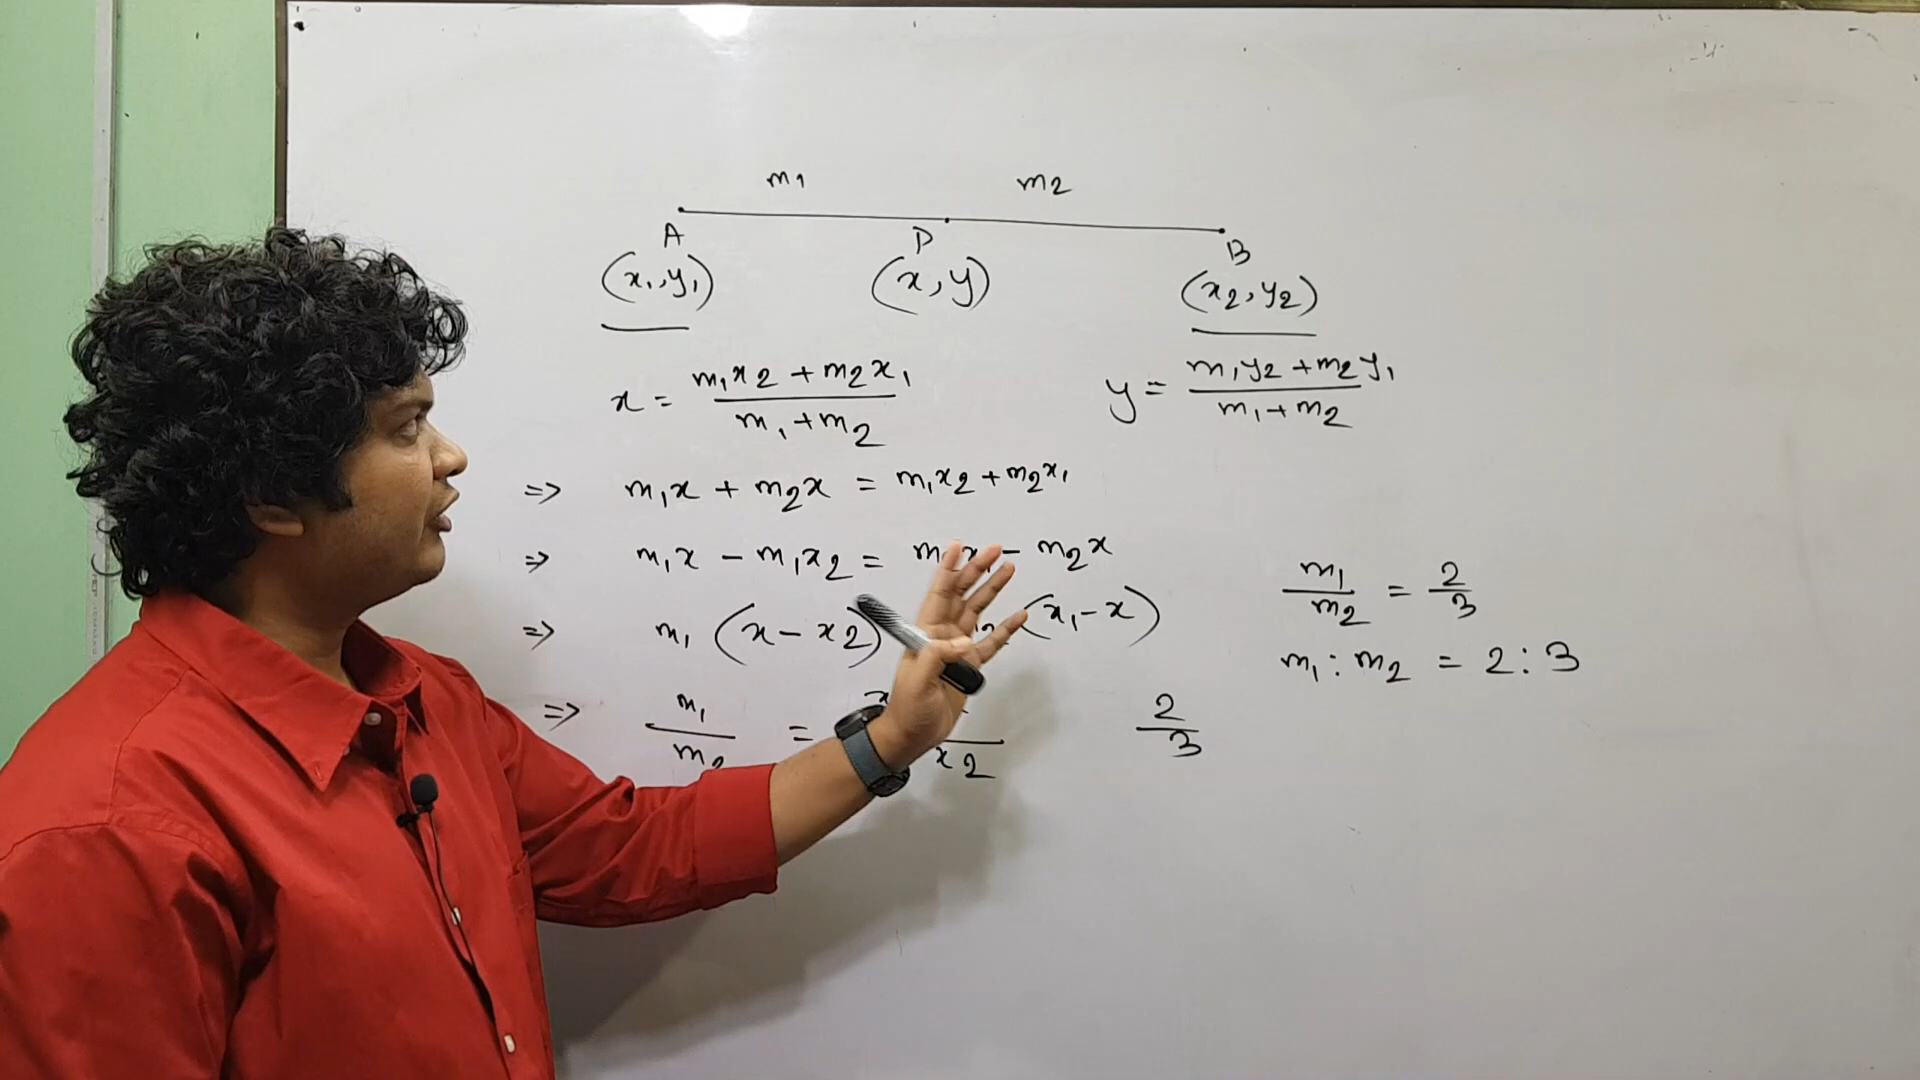 m₁ m₂
A P B
(x₁,y₁) (x,y) (x₂,y₂)
x = (m₁x₂ + m₂x₁)/(m₁ + m₂) y = (m₁y₂ + m₂y₁)/(m₁ + m₂)
⇒ m₁x + m₂x = m₁x₂ + m₂x₁
⇒ m₁x - m₁x₂ = - m₂x
⇒ m₁(x - x₂) (x₁ - x)
⇒ m₁/m₂ = x₂ 2/3
m₁/m₂ = 2/3
m₁ : m₂ = 2 : 3